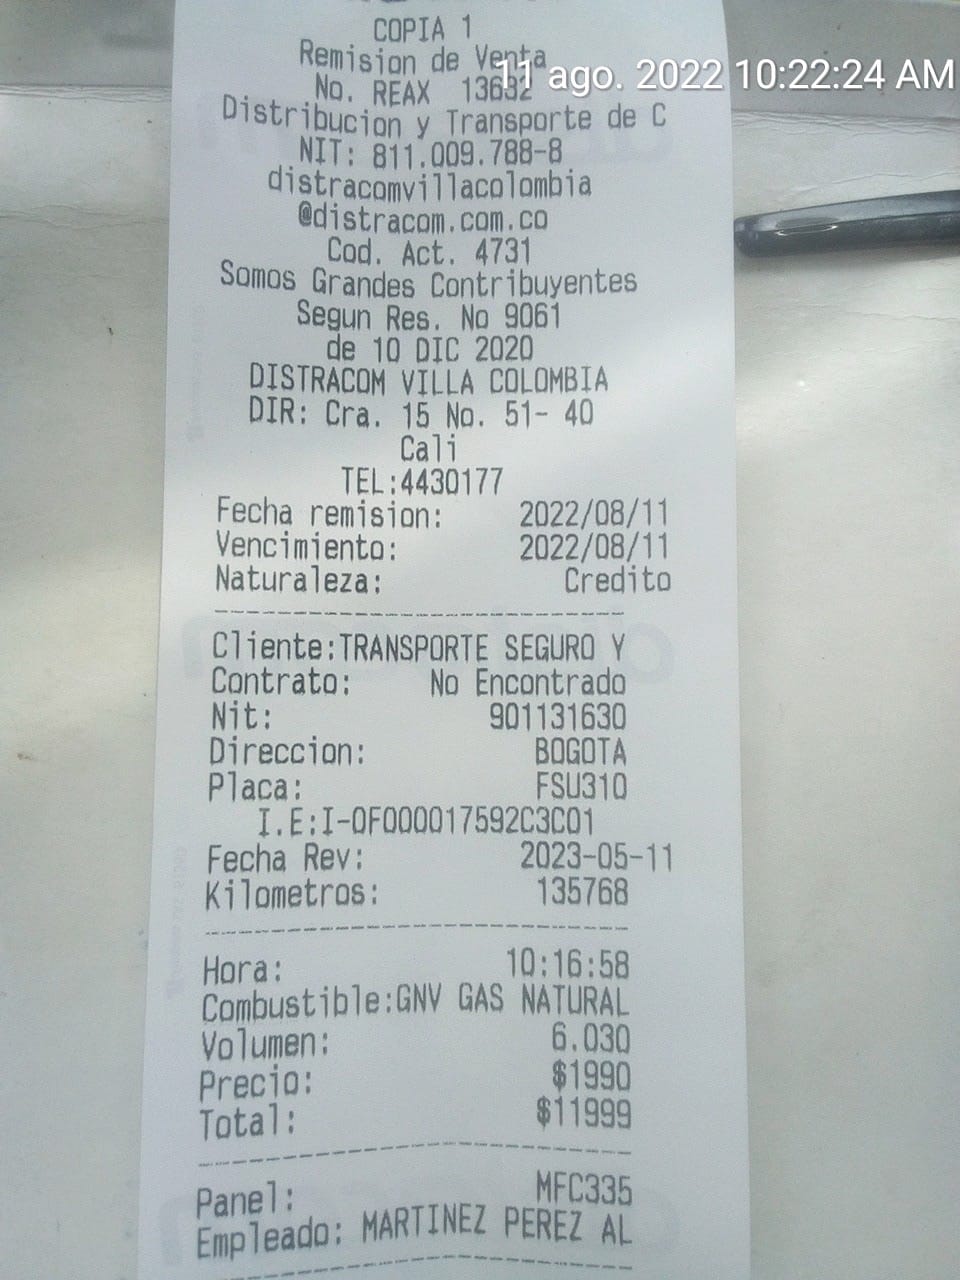 COPIA 1
Remision de Venta
11 ago. 2022 10:22:24 AM
No. REAX 13632
Distribucion y Transporte de C
NIT: 811.009.788-8
distracomvillacolombia
@distracom.com.co
Cod. Act. 4731
Somos Grandes Contribuyentes
Segun Res. No 9061
de 10 DIC 2020
DISTRACOM VILLA COLOMBIA
DIR: Cra. 15 No. 51- 40
Cali
TEL:4430177
Fecha remision: 2022/08/11
Vencimiento: 2022/08/11
Naturaleza: Credito
Cliente:TRANSPORTE SEGURO Y
Contrato: No Encontrado
Nit: 901131630
Direccion: BOGOTA
Placa: FSU310
I.E:I-0F000017592C3C01
Fecha Rev: 2023-05-11
Kilometros: 135768
Hora: 10:16:58
Combustible:GNV GAS NATURAL
Volumen: 6.030
Precio: $1990
Total: $11999
Panel: MFC335
Empleado: MARTINEZ PEREZ AL